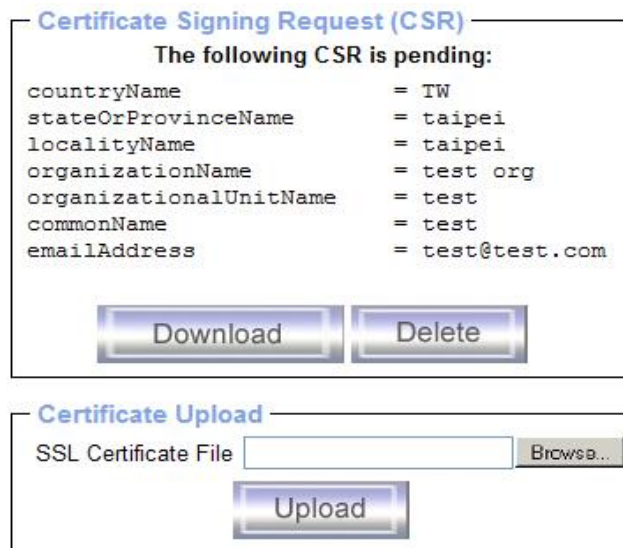 Certificate Signing Request (CSR)
The following CSR is pending:
countryName = TW
stateOrProvinceName = taipei
localityName = taipei
organizationName = test org
organizationalUnitName = test
commonName = test
emailAddress = test@test.com
Download Delete
Certificate Upload
SSL Certificate File Browse...
Upload